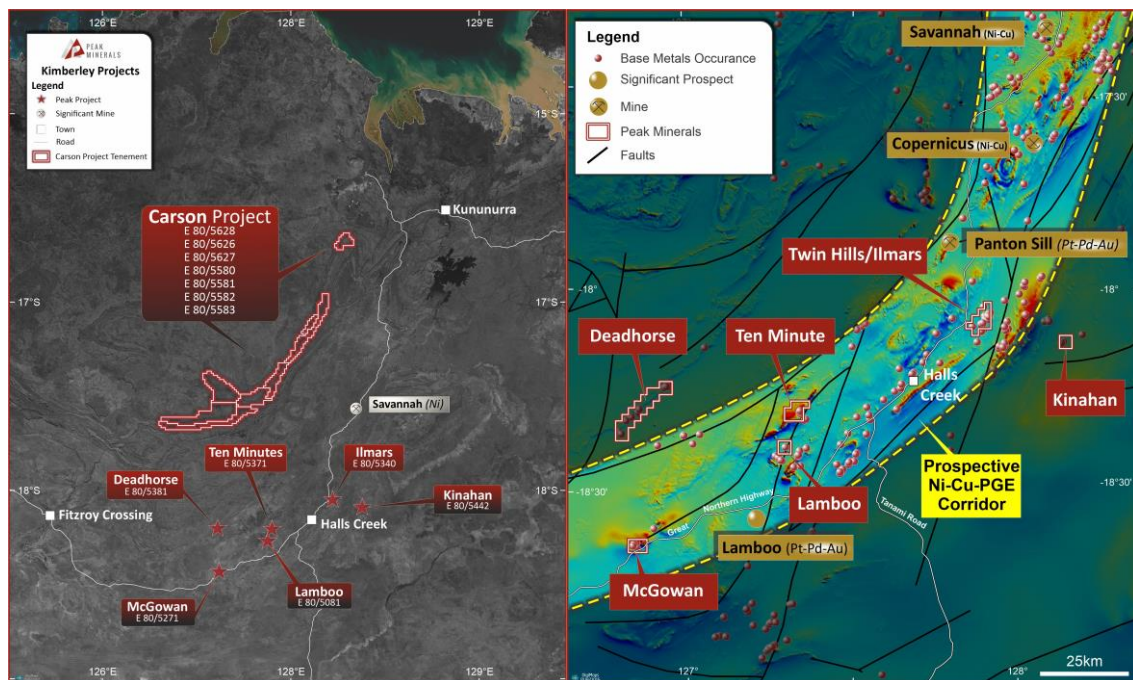 126°E
128°E
129°E
PEAK
MINERALS
Kimberley Projects
Legend
Peak Project
Significant Mine
Town
Road
Carson Project Tenement
15°S
Kununurra
Carson Project
E 80/5628
E 80/5626
E 80/5627
E 80/5580
E 80/5581
E 80/5582
E 80/5583
17°S
17°S
Savannah (Ni)
Ten Minutes
E 80/5371
Ilmars
E 80/5340
Deadhorse
E 80/5381
Kinahan
E 80/5442
18°S
18°S
Fitzroy Crossing
Halls Creek
McGowan
E 80/5271
Lamboo
E 80/5081
126°E
128°E
129°E
Legend
Base Metals Occurance
Significant Prospect
Mine
Peak Minerals
Faults
Savannah (Ni-Cu)
-17°30'
Copernicus (Ni-Cu)
Panton Sill (Pt-Pd-Au)
Twin Hills/Ilmars
-18°
Deadhorse
Ten Minute
Halls
Creek
Kinahan
Prospective
Ni-Cu-PGE
Corridor
-18°30'
Lamboo
Great Northern Highway
Tanami Road
Lamboo (Pt-Pd-Au)
McGowan
127°
128°
25km